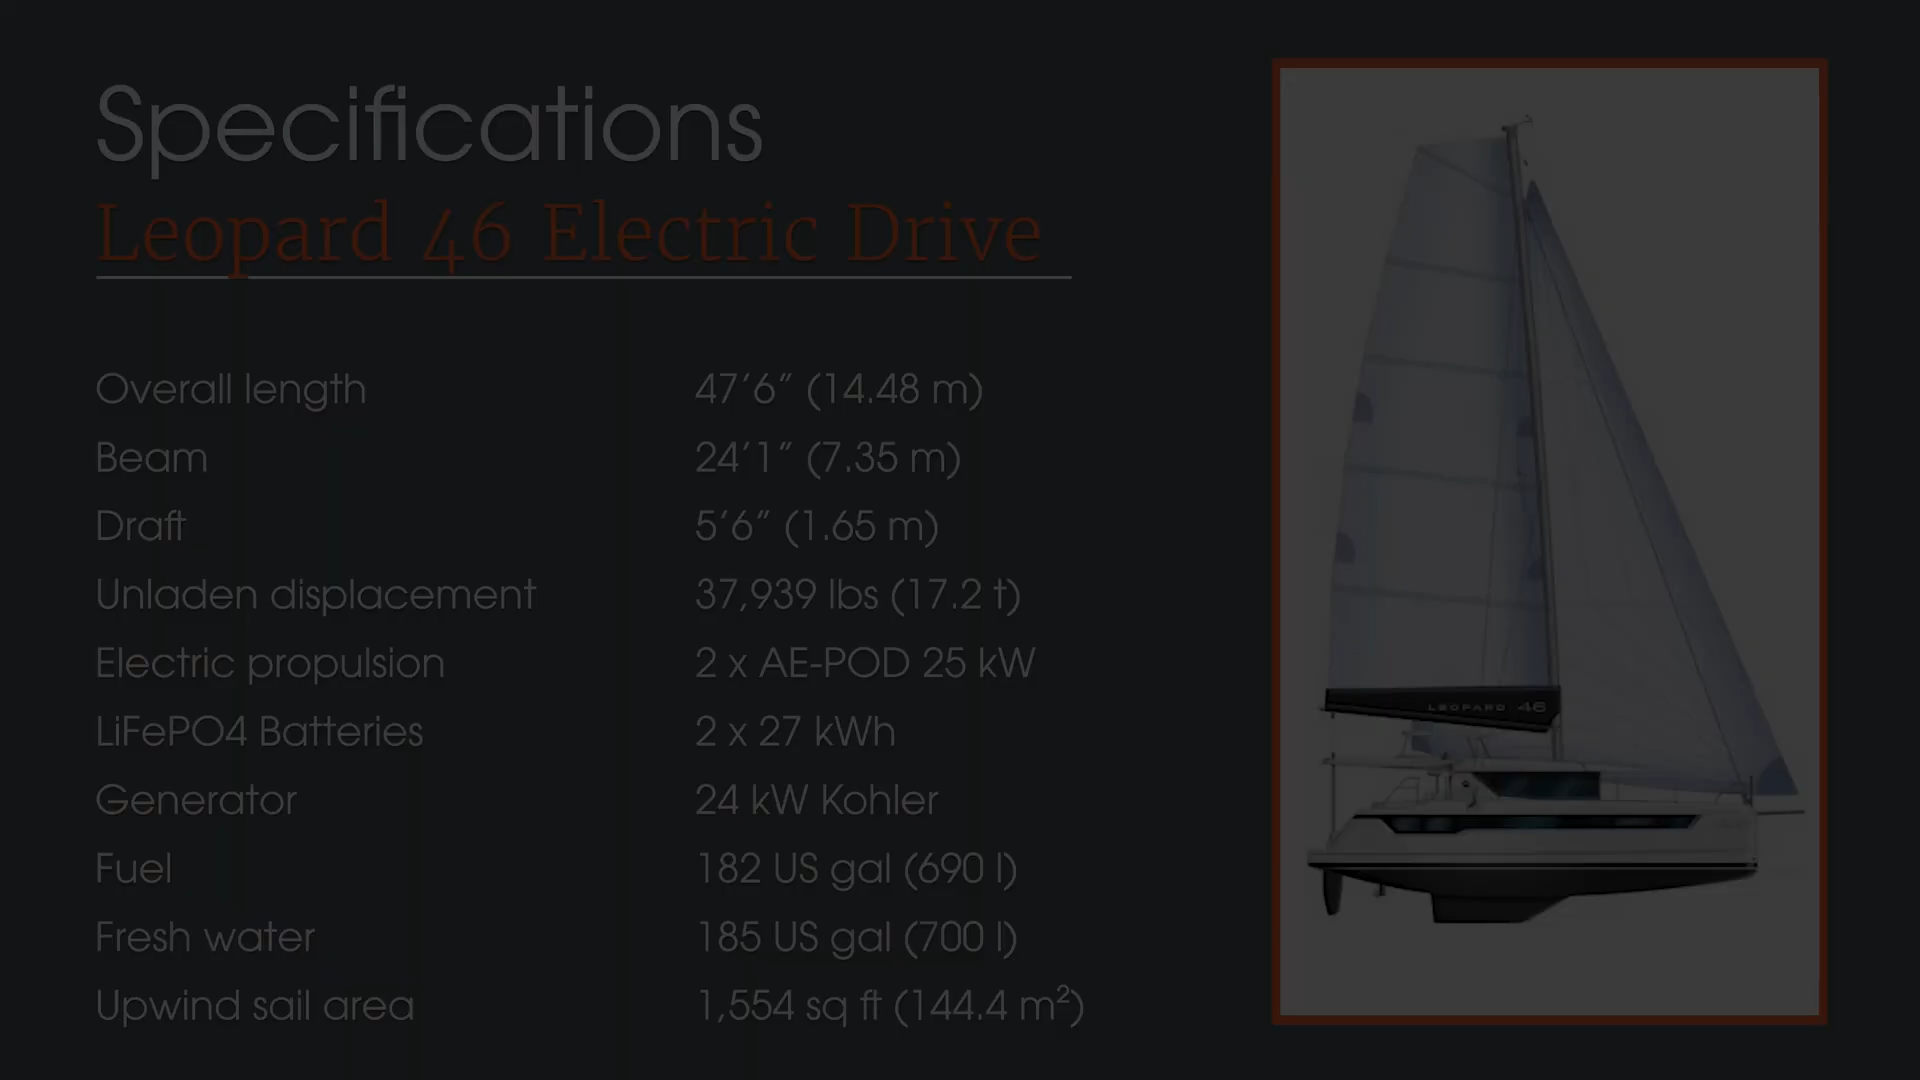 Specifications
Leopard 46 Electric Drive
Overall length 47’6” (14.48 m)
Beam 24’1” (7.35 m)
Draft 5’6” (1.65 m)
Unladen displacement 37,939 lbs (17.2 t)
Electric propulsion 2 x AE-POD 25 kW
LiFePO4 Batteries 2 x 27 kWh
Generator 24 kW Kohler
Fuel 182 US gal (690 l)
Fresh water 185 US gal (700 l)
Upwind sail area 1,554 sq ft (144.4 m²)
LEOPARD 46